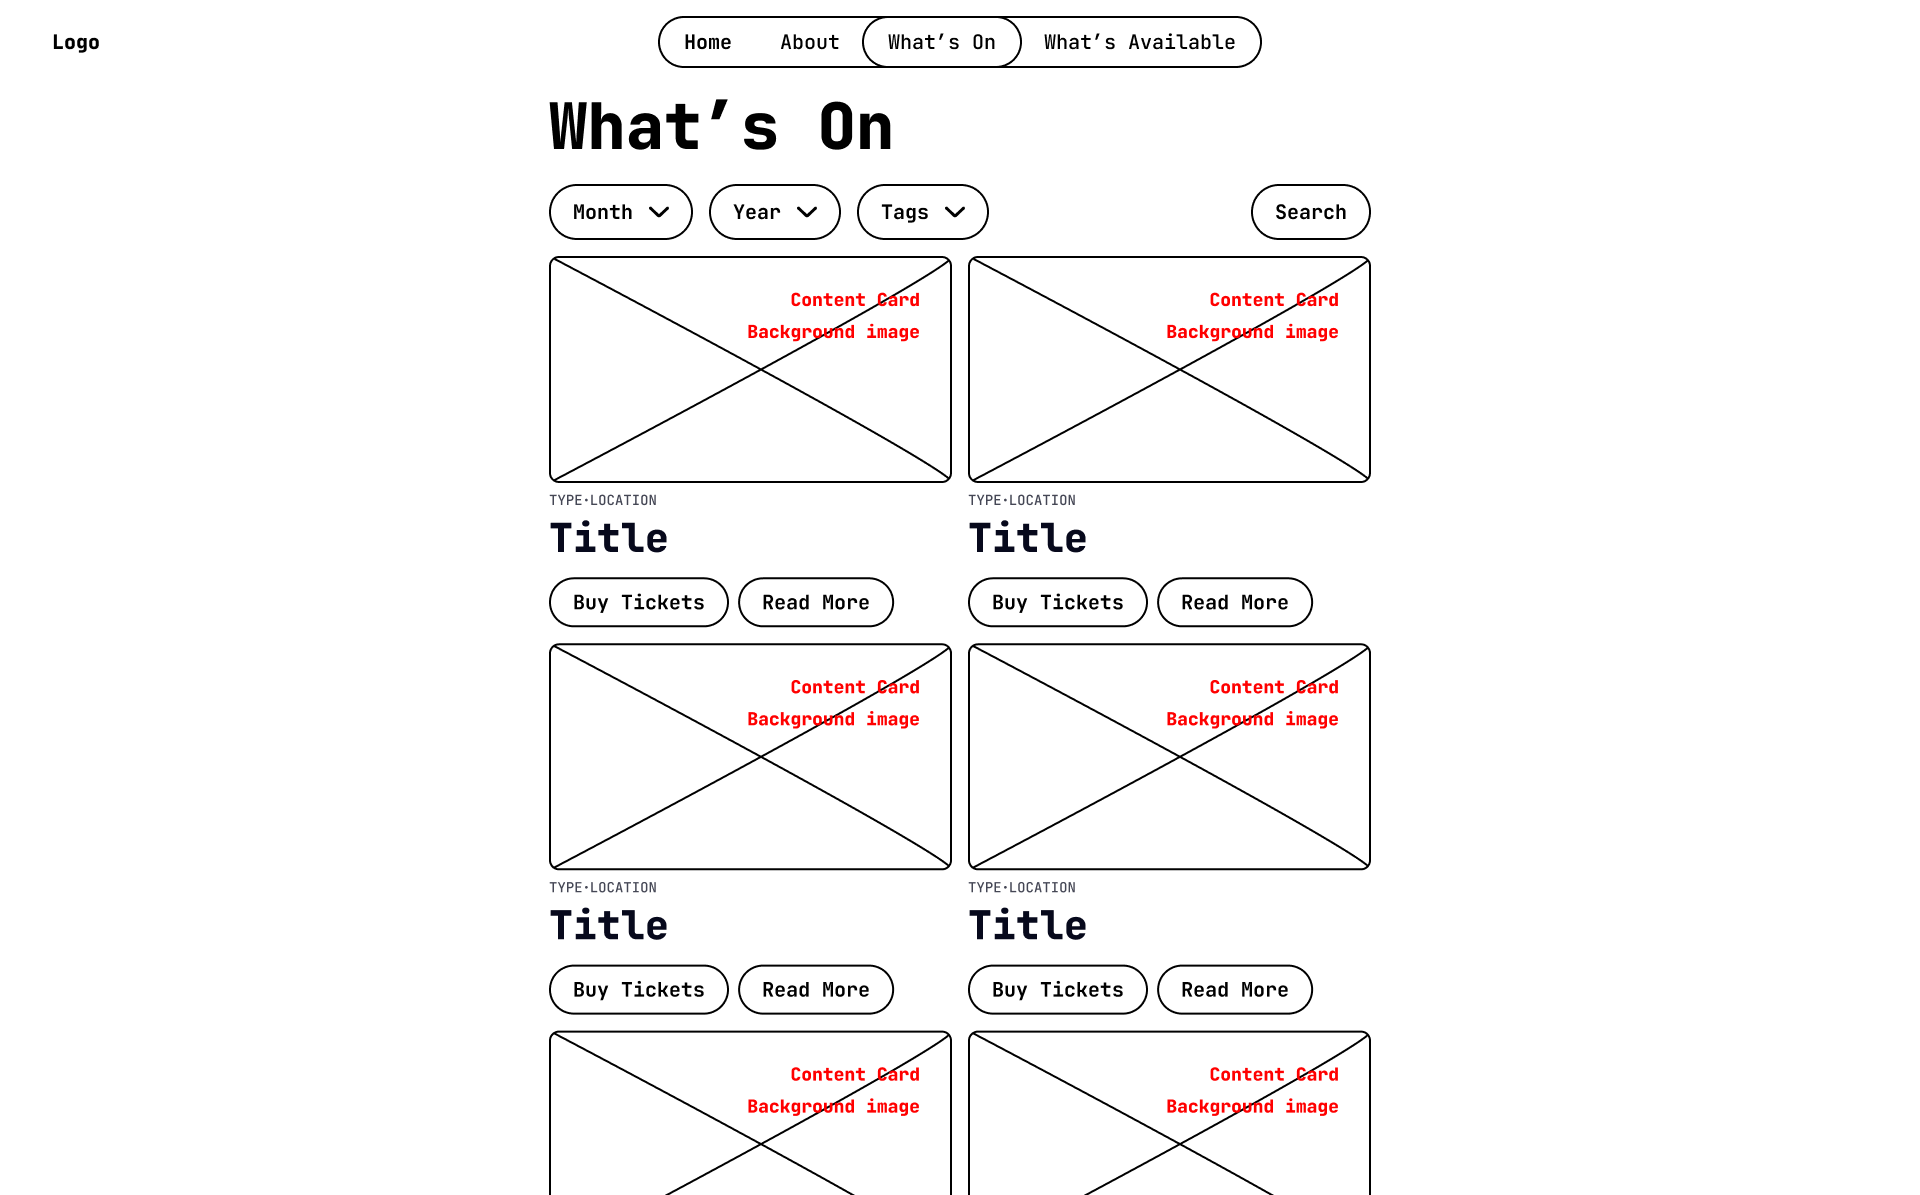 Logo
Home About What’s On What’s Available
What’s On
Month Year Tags Search
Content Card Content Card
Background image Background image
TYPE·LOCATION TYPE·LOCATION
Title Title
Buy Tickets Read More Buy Tickets Read More
Content Card Content Card
Background image Background image
TYPE·LOCATION TYPE·LOCATION
Title Title
Buy Tickets Read More Buy Tickets Read More
Content Card Content Card
Background image Background image